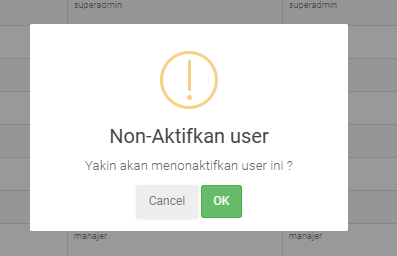 superadmin superadmin
Non-Aktifkan user
Yakin akan menonaktifkan user ini ?
Cancel OK
manajer manajer